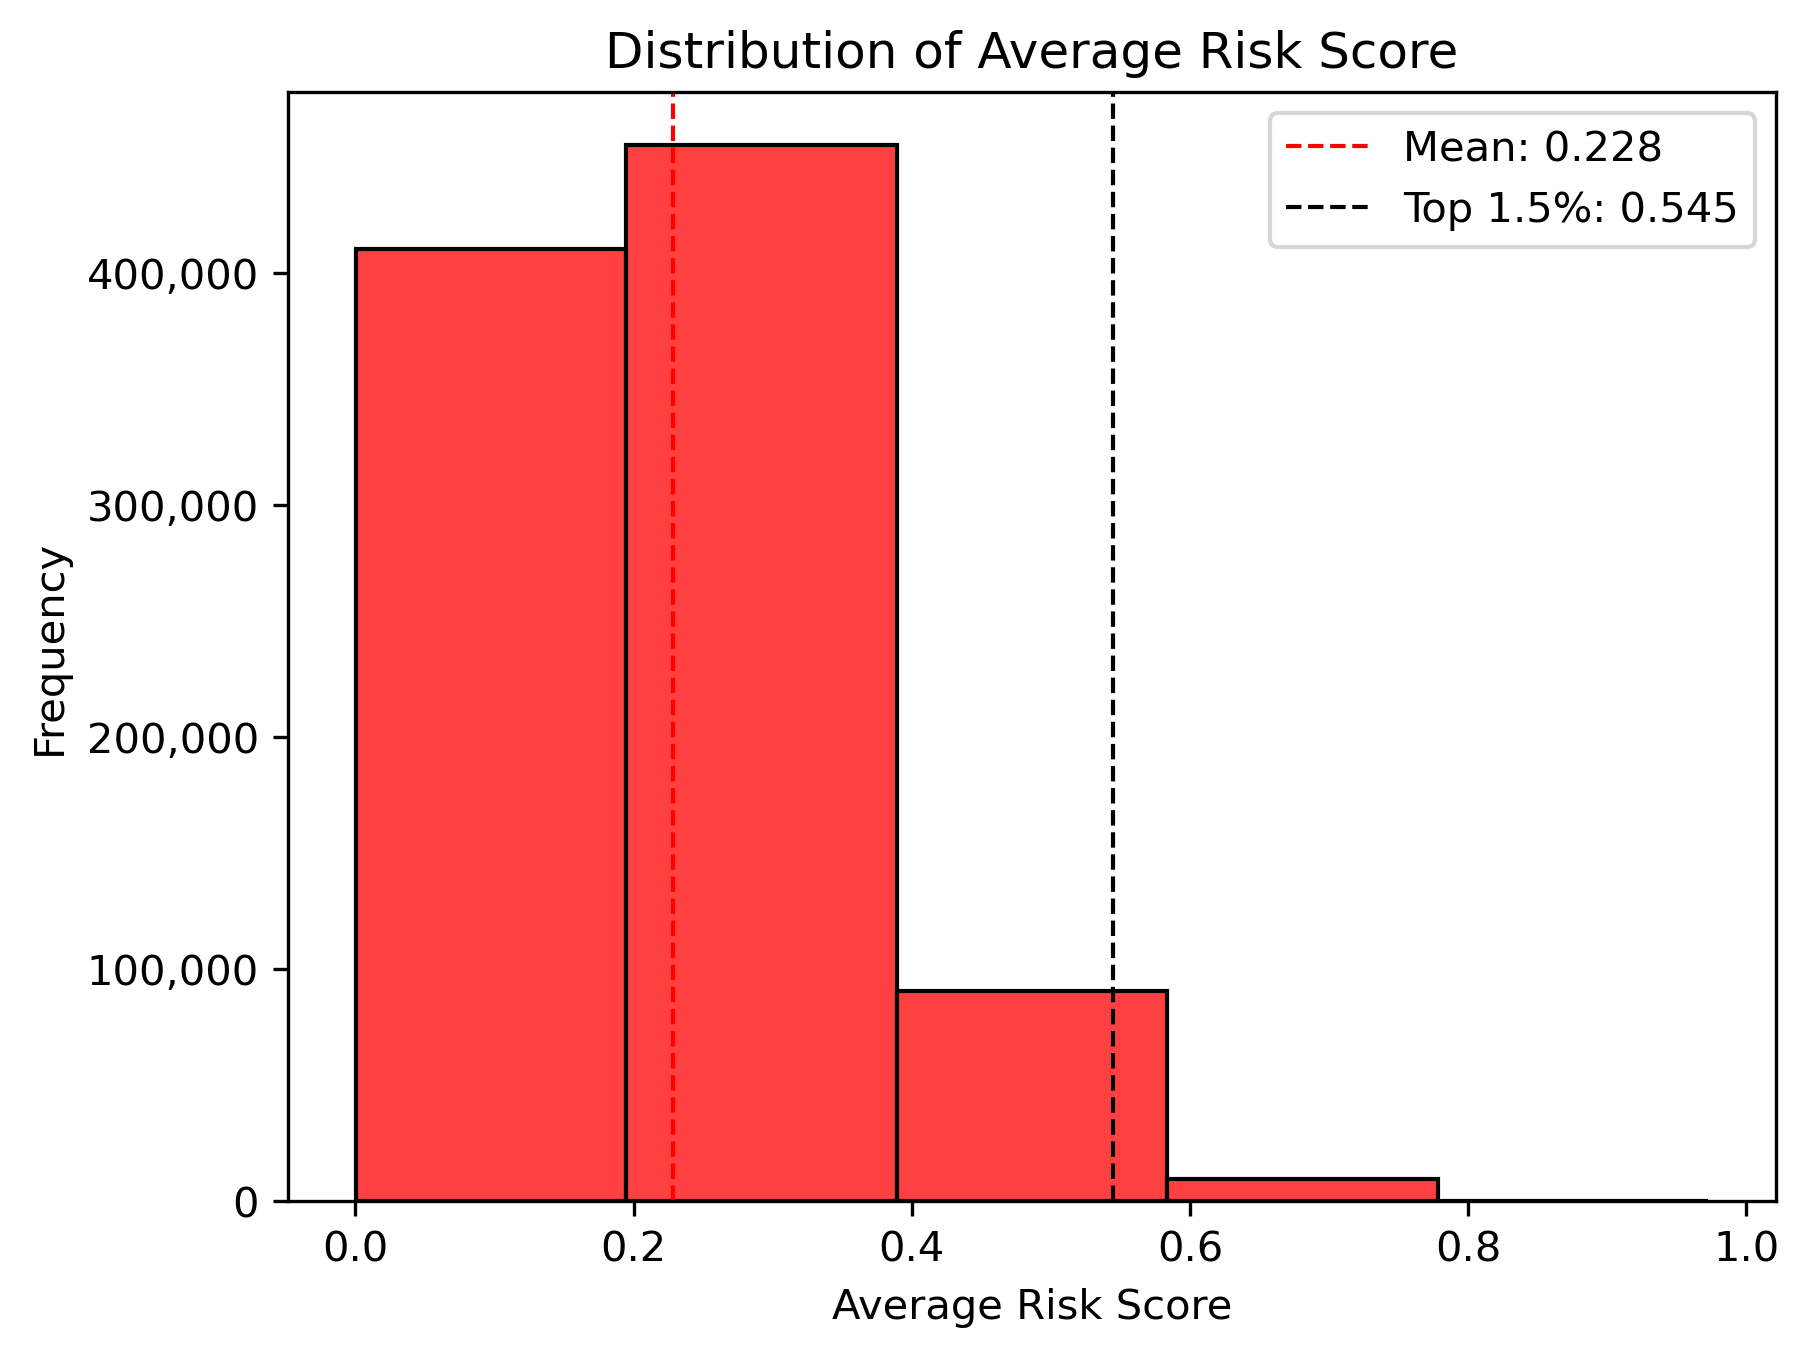 Distribution of Average Risk Score
Mean: 0.228
Top 1.5%: 0.545
Frequency
400,000
300,000
200,000
100,000
0
0.0 0.2 0.4 0.6 0.8 1.0
Average Risk Score